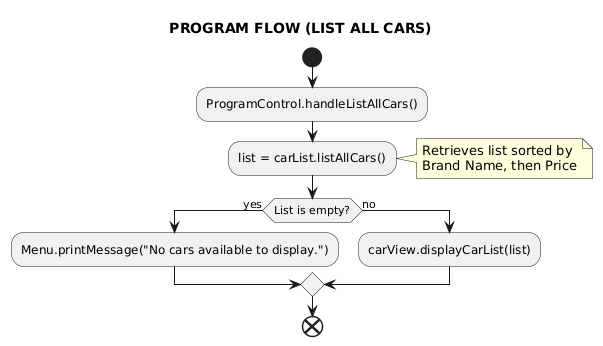 PROGRAM FLOW (LIST ALL CARS)
ProgramControl.handleListAllCars()
list = carList.listAllCars()
Retrieves list sorted by
Brand Name, then Price
yes
List is empty?
no
Menu.printMessage("No cars available to display.")
carView.displayCarList(list)